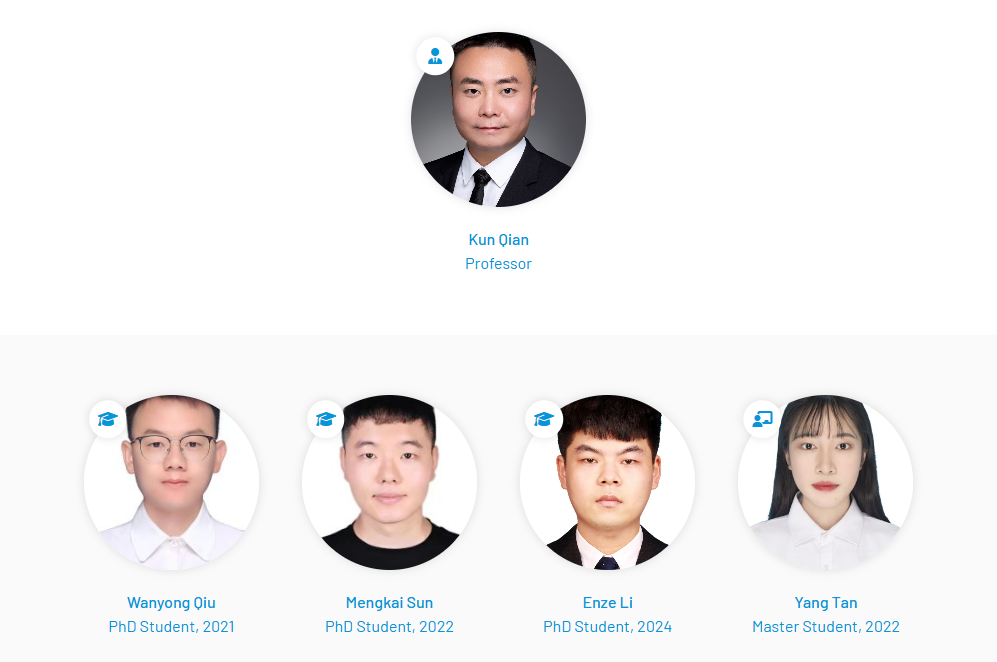 Kun Qian
Professor
Wanyong Qiu
PhD Student, 2021
Mengkai Sun
PhD Student, 2022
Enze Li
PhD Student, 2024
Yang Tan
Master Student, 2022